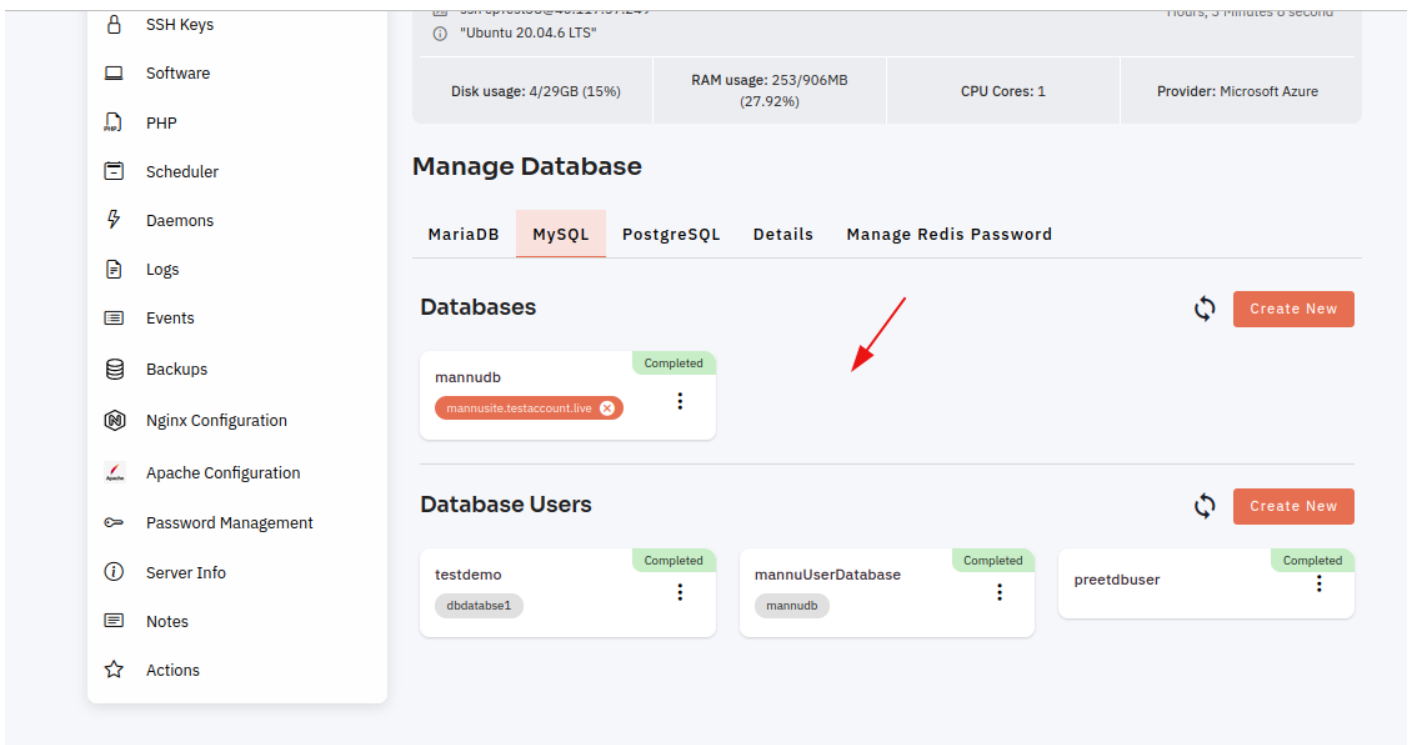 SSH Keys
Software
PHP
Scheduler
Daemons
Logs
Events
Backups
Nginx Configuration
Apache Configuration
Password Management
Server Info
Notes
Actions
"Ubuntu 20.04.6 LTS"
Disk usage: 4/29GB (15%)
RAM usage: 253/906MB
(27.92%)
CPU Cores: 1
Provider: Microsoft Azure
Manage Database
MariaDB MySQL PostgreSQL Details Manage Redis Password
Databases
Create New
Completed
mannudb
mannusite.testaccount.live
Database Users
Create New
Completed
testdemo
dbdatabse1
Completed
mannuUserDatabase
mannudb
Completed
preetdbuser